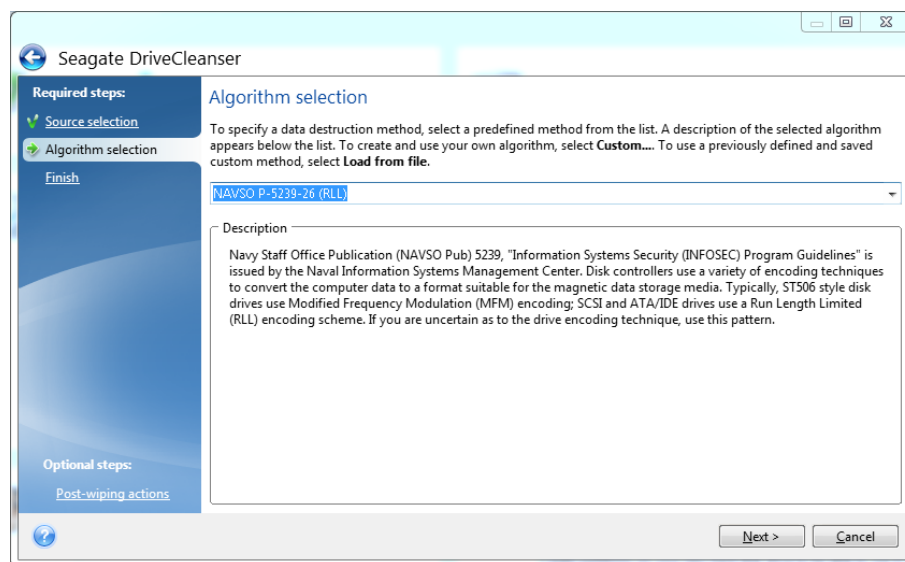 Seagate DriveCleanser
Required steps:
Source selection
Algorithm selection
Finish
Algorithm selection
To specify a data destruction method, select a predefined method from the list. A description of the selected algorithm
appears below the list. To create and use your own algorithm, select Custom.... To use a previously defined and saved
custom method, select Load from file.
NAVSO P-5239-26 (RLL)
Description
Navy Staff Office Publication (NAVSO Pub) 5239, "Information Systems Security (INFOSEC) Program Guidelines" is
issued by the Naval Information Systems Management Center. Disk controllers use a variety of encoding techniques
to convert the computer data to a format suitable for the magnetic data storage media. Typically, ST506 style disk
drives use Modified Frequency Modulation (MFM) encoding; SCSI and ATA/IDE drives use a Run Length Limited
(RLL) encoding scheme. If you are uncertain as to the drive encoding technique, use this pattern.
Optional steps:
Post-wiping actions
Next >
Cancel